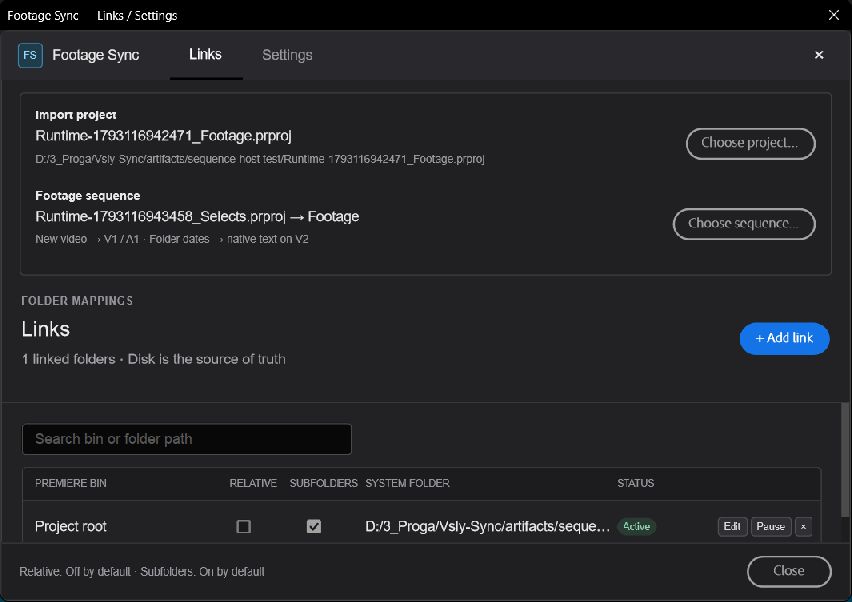 Footage Sync Links / Settings
FS Footage Sync Links Settings
Import project
Runtime-1793116942471_Footage.prproj
D:/3_Proga/Vsly-Sync/artifacts/sequence-host-test/Runtime-1793116942471_Footage.prproj
Choose project...
Footage sequence
Runtime-1793116943458_Selects.prproj → Footage
New video → V1 / A1 · Folder dates → native text on V2
Choose sequence...
FOLDER MAPPINGS
Links
1 linked folders · Disk is the source of truth
+ Add link
Search bin or folder path
PREMIERE BIN RELATIVE SUBFOLDERS SYSTEM FOLDER STATUS
Project root D:/3_Proga/Vsly-Sync/artifacts/seque... Active Edit Pause ×
Relative: Off by default · Subfolders: On by default
Close